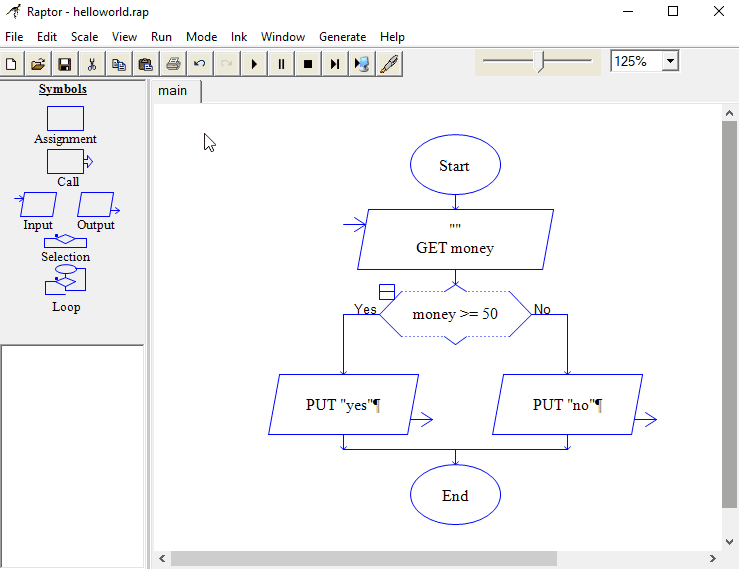 Raptor - helloworld.rap
File Edit Scale View Run Mode Ink Window Generate Help
125%
Symbols
Assignment
Call
Input Output
Selection
Loop
main
Start
""
GET money
Yes money >= 50 No
PUT "yes"¶ PUT "no"¶
End